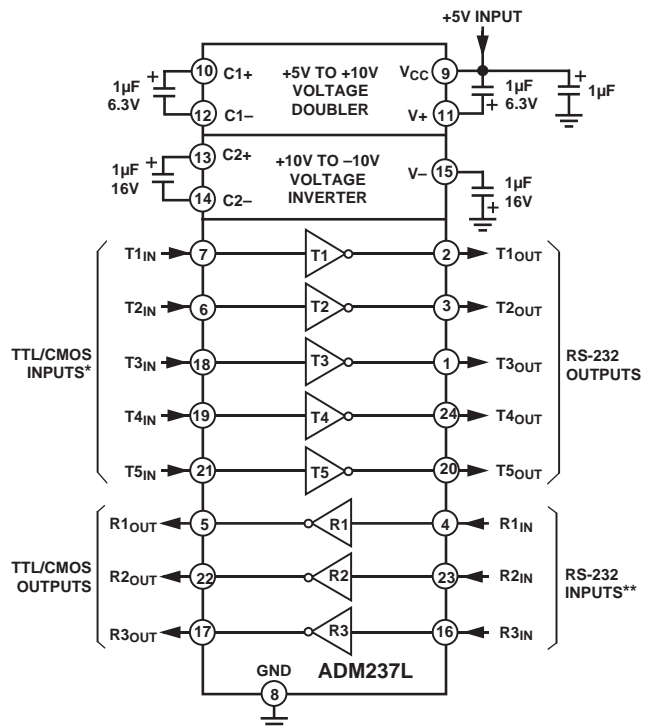 +5V INPUT
10 C1+ +5V TO +10V VCC 9
1µF + VOLTAGE + 1µF + 1µF
6.3V DOUBLER 6.3V
12 C1– V+ 11
13 C2+ +10V TO –10V
1µF + VOLTAGE V– 15
16V INVERTER 1µF
14 C2– + 16V
T1IN 7 T1 2 T1OUT
T2IN 6 T2 3 T2OUT
TTL/CMOS RS-232
INPUTS* T3IN 18 T3 1 T3OUT OUTPUTS
T4IN 19 T4 24 T4OUT
T5IN 21 T5 20 T5OUT
R1OUT 5 R1 4 R1IN
TTL/CMOS RS-232
OUTPUTS R2OUT 22 R2 23 R2IN INPUTS**
R3OUT 17 R3 16 R3IN
GND ADM237L
8